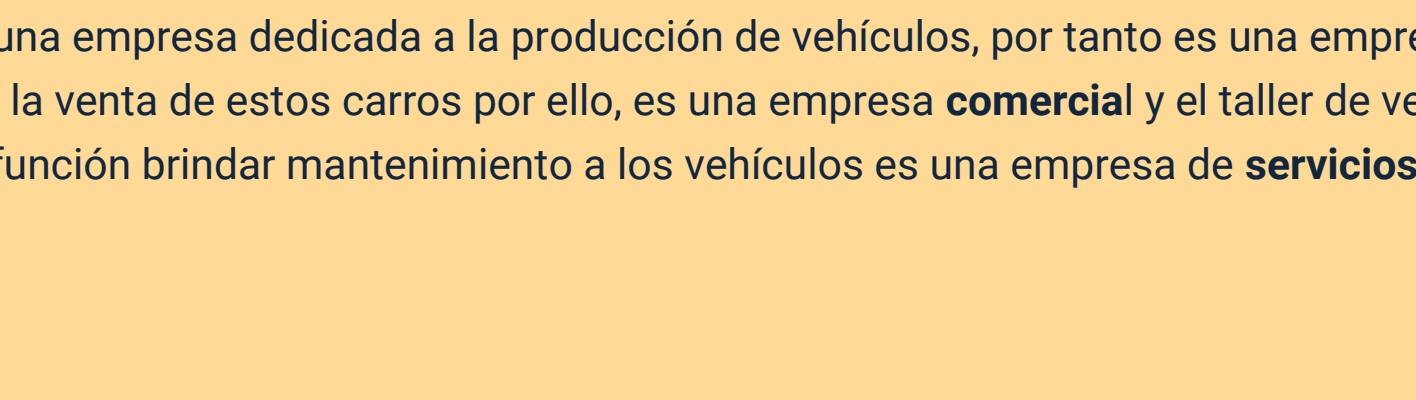 una empresa dedicada a la producción de vehículos, por tanto es una empre
la venta de estos carros por ello, es una empresa comercial y el taller de ve
función brindar mantenimiento a los vehículos es una empresa de servicios